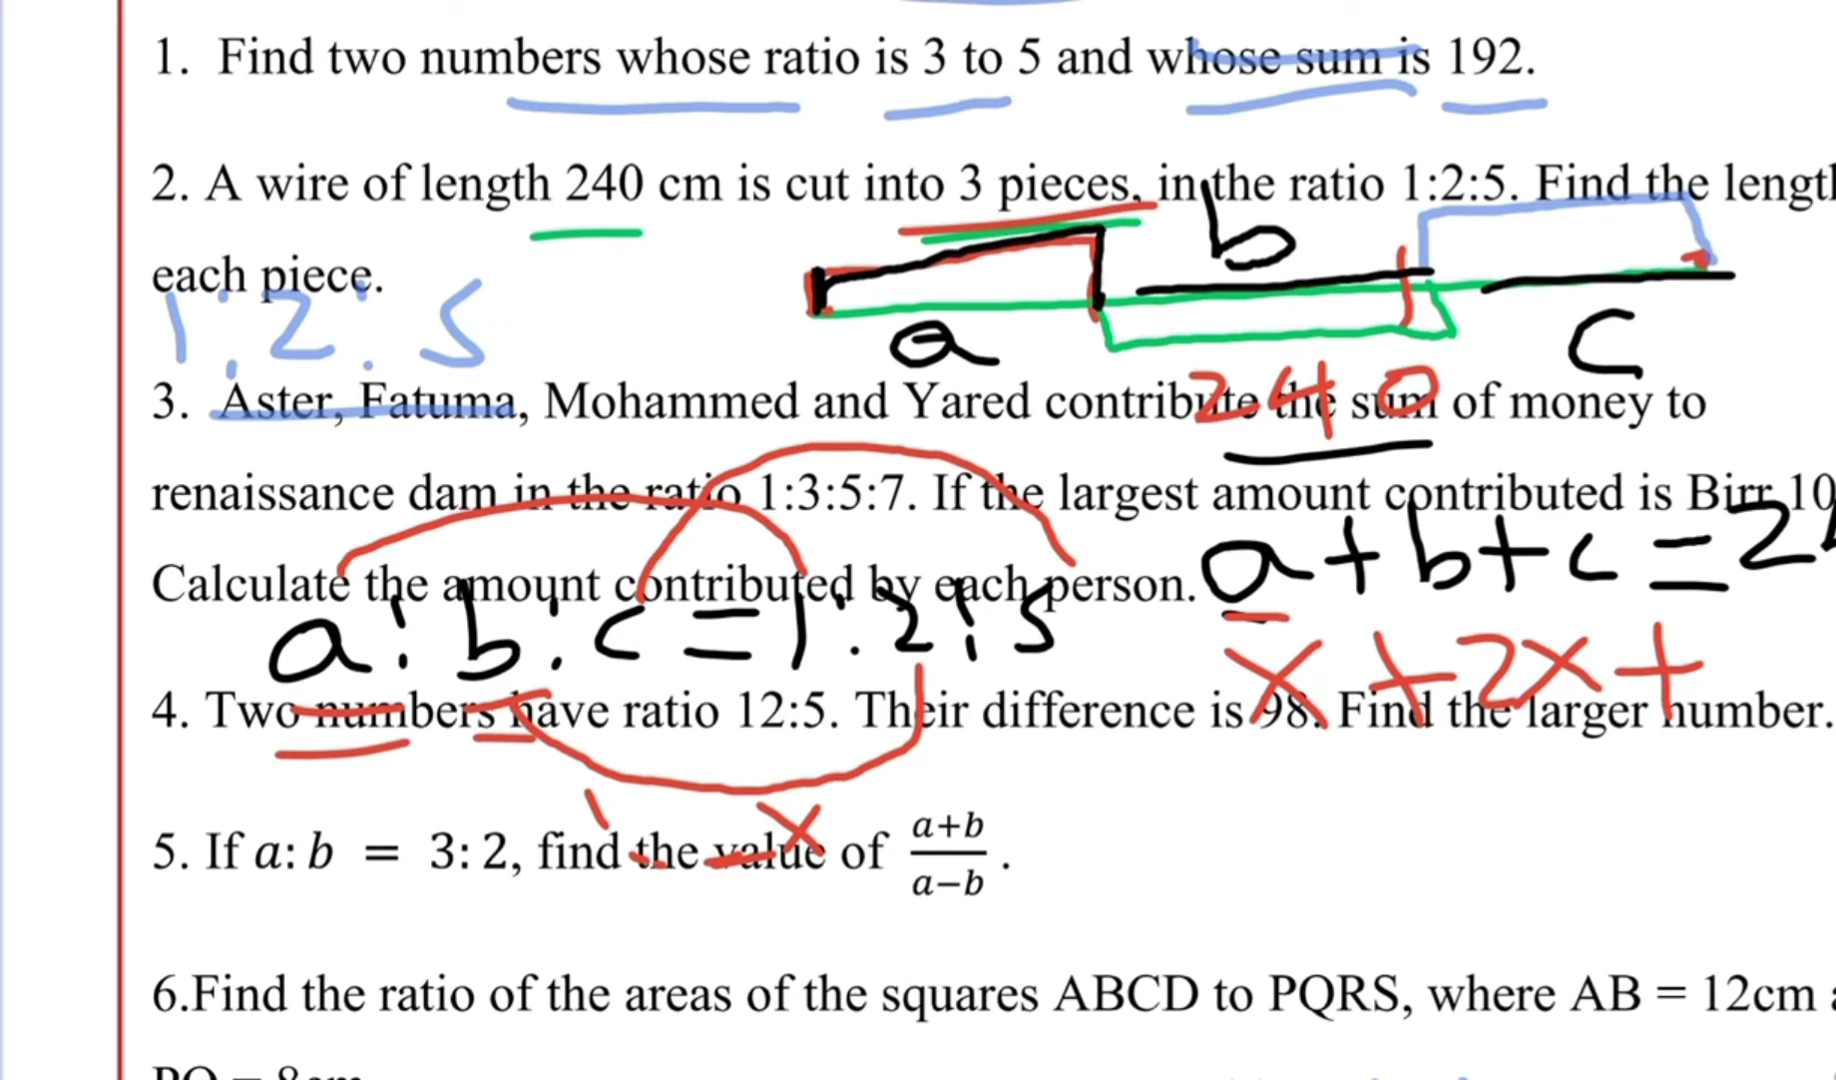 1. Find two numbers whose ratio is 3 to 5 and whose sum is 192.
2. A wire of length 240 cm is cut into 3 pieces, in the ratio 1:2:5. Find the length
b
each piece.
1:2:5
a
c
240
3. Aster, Fatuma, Mohammed and Yared contribute the sum of money to
renaissance dam in the ratio 1:3:5:7. If the largest amount contributed is Birr 10
a+b+c=2
Calculate the amount contributed by each person.
a:b:c=1:2:5
x+2x+
4. Two numbers have ratio 12:5. Their difference is 98. Find the larger number.
x
5. If a:b = 3:2, find the value of a+b/a−b.
6.Find the ratio of the areas of the squares ABCD to PQRS, where AB = 12cm
PQ = 8cm